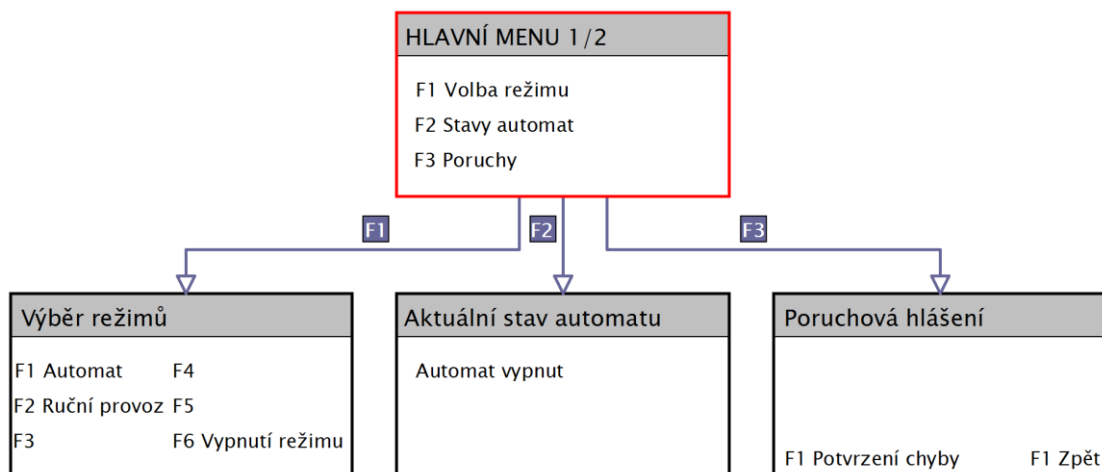 HLAVNÍ MENU 1/2
F1 Volba režimu
F2 Stavy automat
F3 Poruchy
F1
F2
F3
Výběr režimů
F1 Automat F4
F2 Ruční provoz F5
F3 F6 Vypnutí režimu
Aktuální stav automatu
Automat vypnut
Poruchová hlášení
F1 Potvrzení chyby F1 Zpět